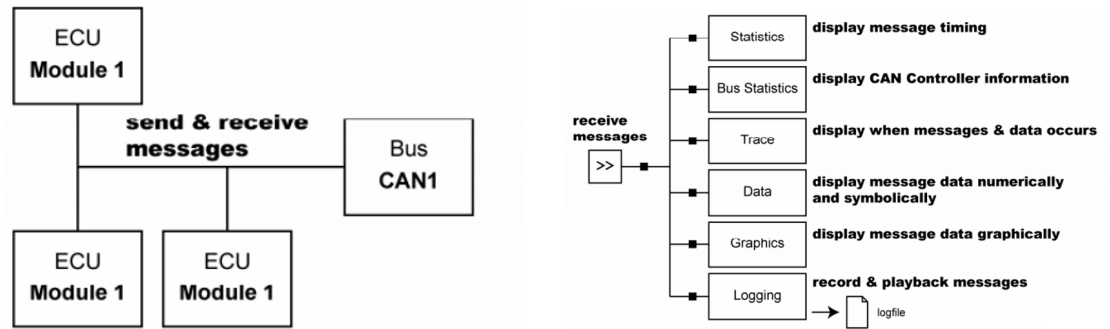 ECU
Module 1
send & receive
messages
Bus
CAN1
ECU
Module 1
ECU
Module 1
receive
messages
>>
Statistics
display message timing
Bus Statistics
display CAN Controller information
Trace
display when messages & data occurs
Data
display message data numerically
and symbolically
Graphics
display message data graphically
Logging
record & playback messages
logfile